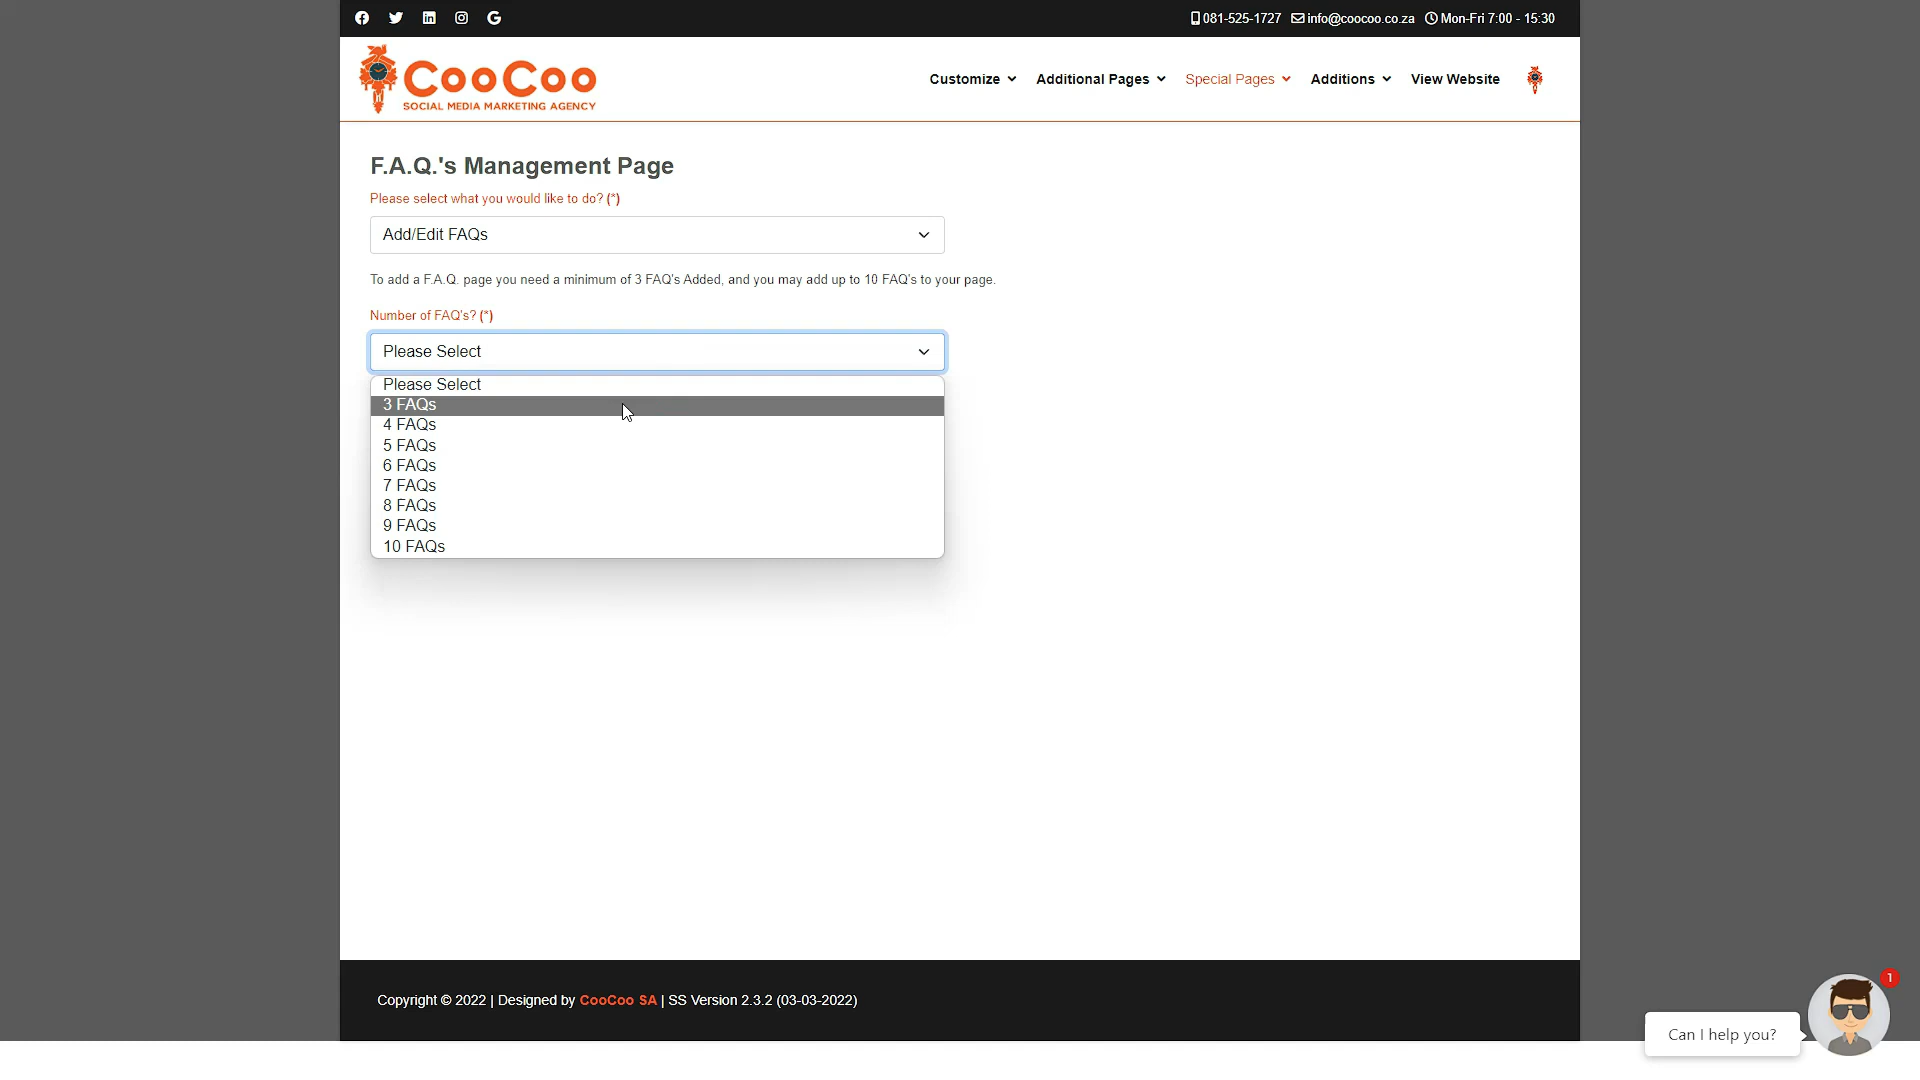 081-525-1727 info@coocoo.co.za Mon-Fri 7:00 - 15:30
CooCoo
SOCIAL MEDIA MARKETING AGENCY
Customize Additional Pages Special Pages Additions View Website
F.A.Q.'s Management Page
Please select what you would like to do? (*)
Add/Edit FAQs
To add a F.A.Q. page you need a minimum of 3 FAQ's Added, and you may add up to 10 FAQ's to your page.
Number of FAQ's? (*)
Please Select
Please Select
3 FAQs
4 FAQs
5 FAQs
6 FAQs
7 FAQs
8 FAQs
9 FAQs
10 FAQs
Copyright © 2022 | Designed by CooCoo SA | SS Version 2.3.2 (03-03-2022)
1
Can I help you?